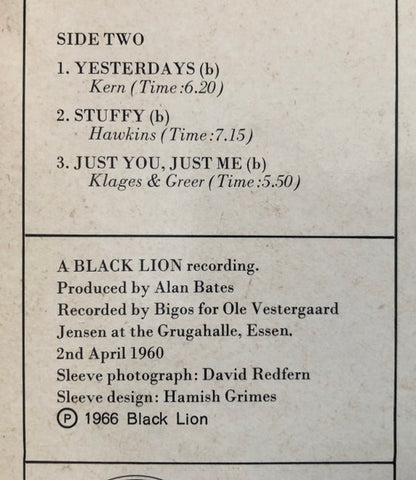 SIDE TWO
1. YESTERDAYS (b)
Kern (Time:6.20)
2. STUFFY (b)
Hawkins (Time:7.15)
3. JUST YOU, JUST ME (b)
Klages & Greer (Time:5.50)
A BLACK LION recording.
Produced by Alan Bates
Recorded by Bigos for Ole Vestergaard
Jensen at the Grugahalle, Essen.
2nd April 1960
Sleeve photograph: David Redfern
Sleeve design: Hamish Grimes
℗ 1966 Black Lion